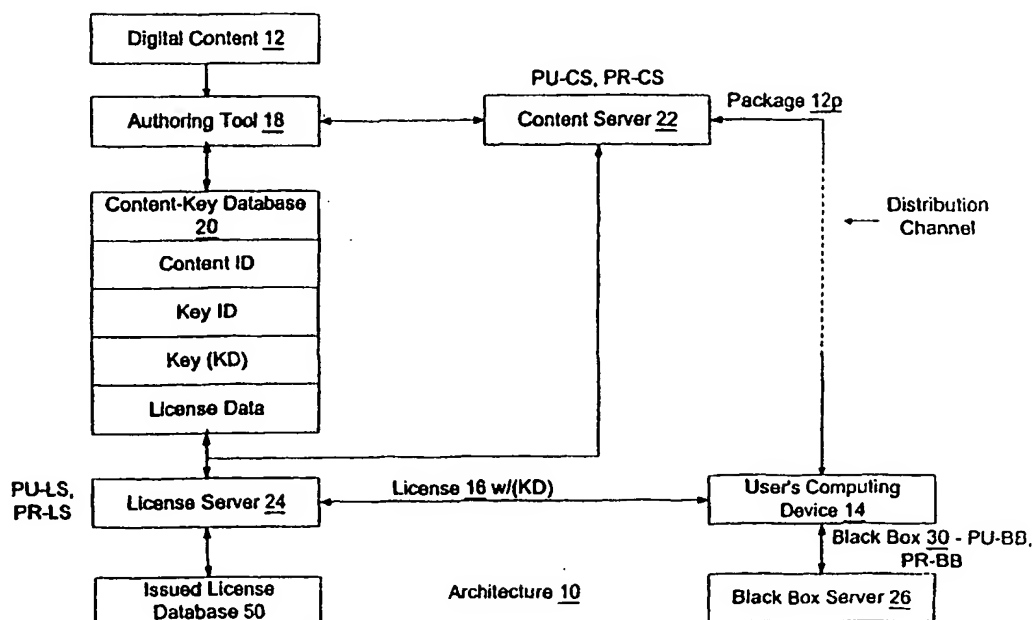 Digital Content 12
PU-CS, PR-CS
Package 12p
Authoring Tool 18
Content Server 22
Content-Key Database
20
Distribution
Channel
Content ID
Key ID
Key (KD)
License Data
PU-LS,
PR-LS
License Server 24
License 16 w/(KD)
User's Computing
Device 14
Black Box 30 - PU-BB,
PR-BB
Issued License
Database 50
Architecture 10
Black Box Server 26